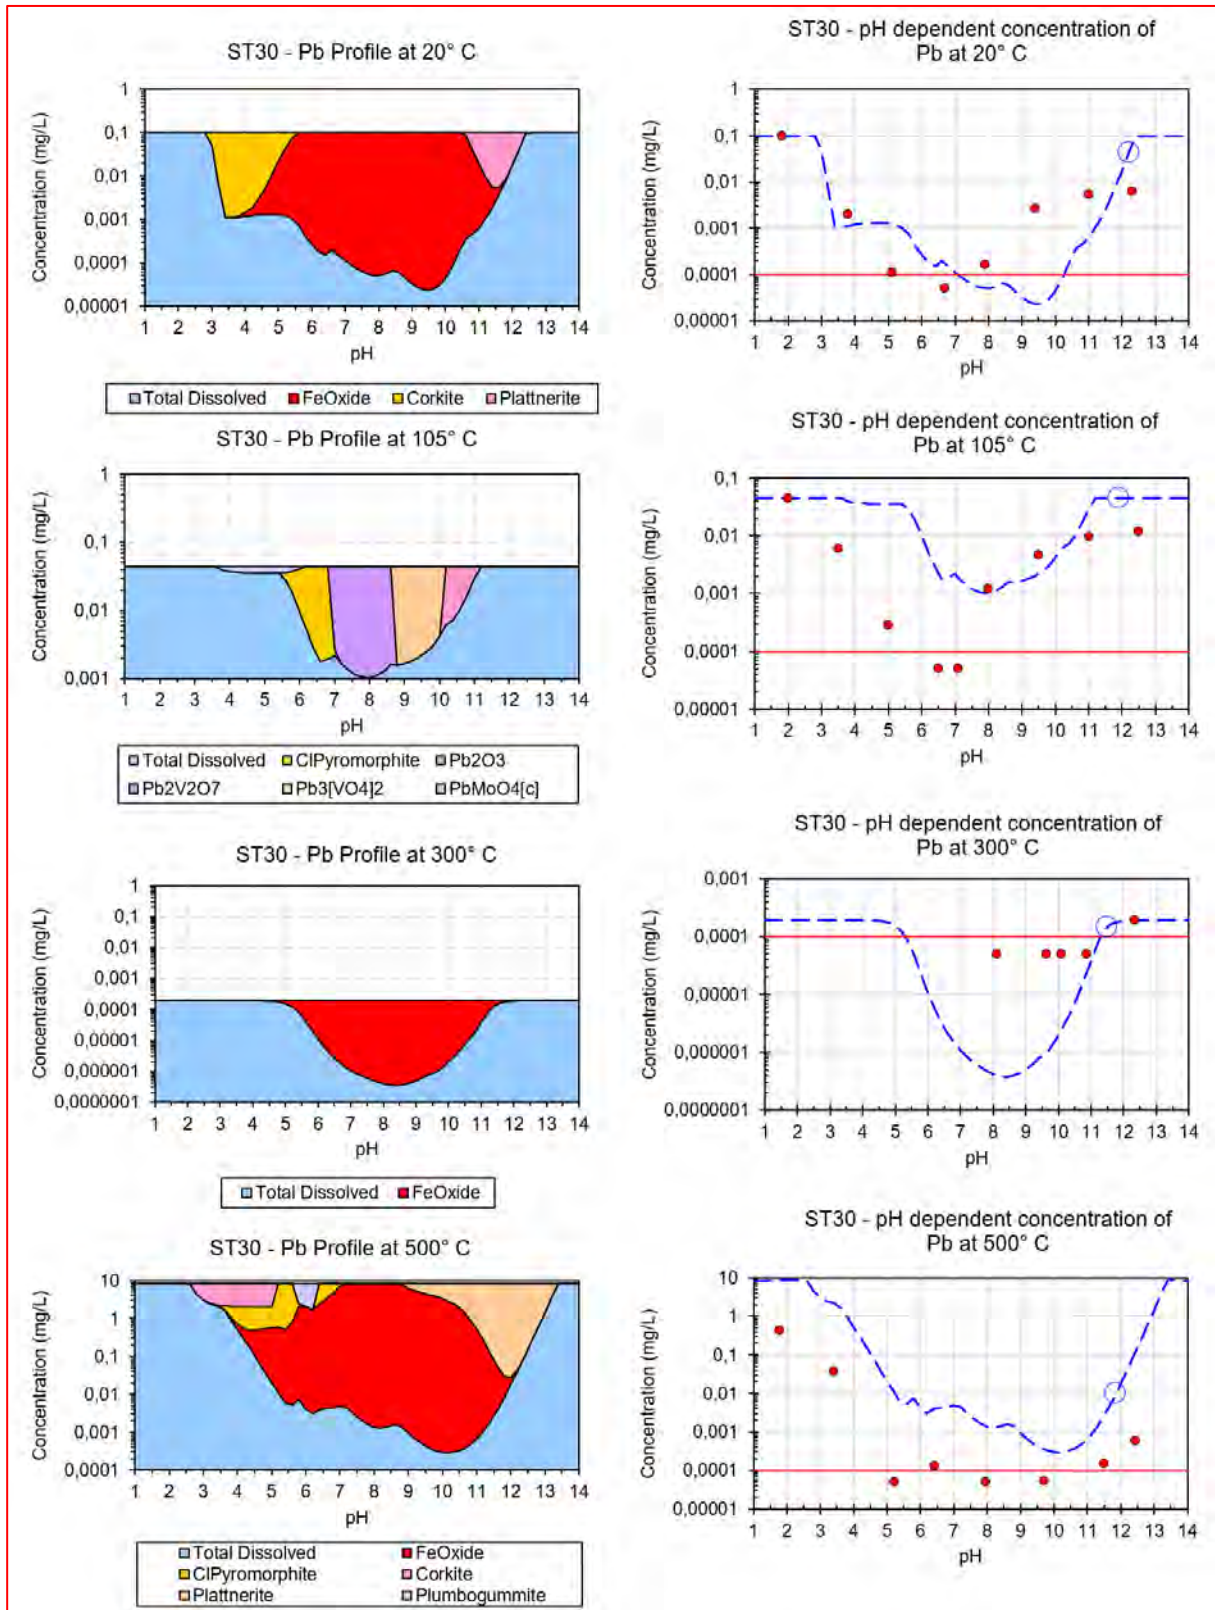 ST30 - Pb Profile at 20° C
Concentration (mg/L)
1
0,1
0,01
0,001
0,0001
0,00001
1 2 3 4 5 6 7 8 9 10 11 12 13 14
pH
Total Dissolved FeOxide Corkite Plattnerite
ST30 - pH dependent concentration of
Pb at 20° C
Concentration (mg/L)
1
0,1
0,01
0,001
0,0001
0,00001
1 2 3 4 5 6 7 8 9 10 11 12 13 14
pH
ST30 - Pb Profile at 105° C
Concentration (mg/L)
1
0,1
0,01
0,001
1 2 3 4 5 6 7 8 9 10 11 12 13 14
pH
Total Dissolved ClPyromorphite Pb2O3
Pb2V2O7 Pb3[VO4]2 PbMoO4[c]
ST30 - pH dependent concentration of
Pb at 105° C
Concentration (mg/L)
0,1
0,01
0,001
0,0001
0,00001
1 2 3 4 5 6 7 8 9 10 11 12 13 14
pH
ST30 - Pb Profile at 300° C
Concentration (mg/L)
1
0,1
0,01
0,001
0,0001
0,00001
0,000001
0,0000001
1 2 3 4 5 6 7 8 9 10 11 12 13 14
pH
Total Dissolved FeOxide
ST30 - pH dependent concentration of
Pb at 300° C
Concentration (mg/L)
0,001
0,0001
0,00001
0,000001
0,0000001
1 2 3 4 5 6 7 8 9 10 11 12 13 14
pH
ST30 - Pb Profile at 500° C
Concentration (mg/L)
10
1
0,1
0,01
0,001
0,0001
1 2 3 4 5 6 7 8 9 10 11 12 13 14
pH
Total Dissolved FeOxide
ClPyromorphite Corkite
Plattnerite Plumbogummite
ST30 - pH dependent concentration of
Pb at 500° C
Concentration (mg/L)
10
1
0,1
0,01
0,001
0,0001
0,00001
1 2 3 4 5 6 7 8 9 10 11 12 13 14
pH